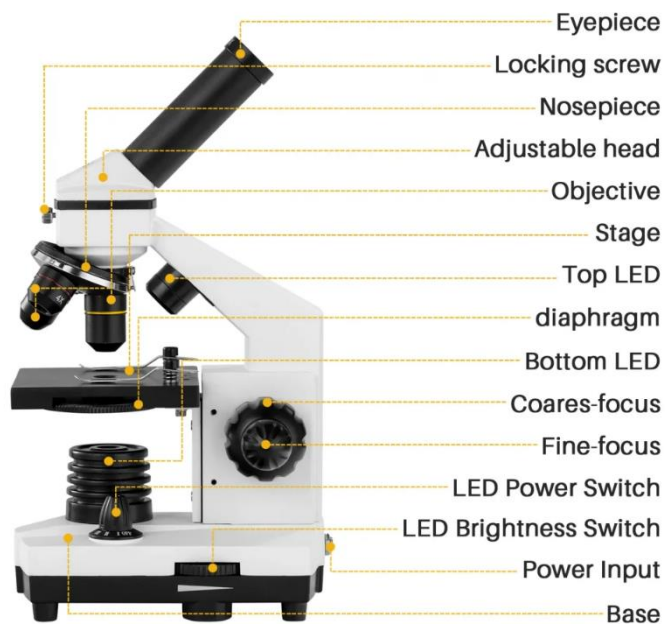 Eyepiece
Locking screw
Nosepiece
Adjustable head
Objective
Stage
Top LED
diaphragm
Bottom LED
Coares-focus
Fine-focus
LED Power Switch
LED Brightness Switch
Power Input
Base
4X